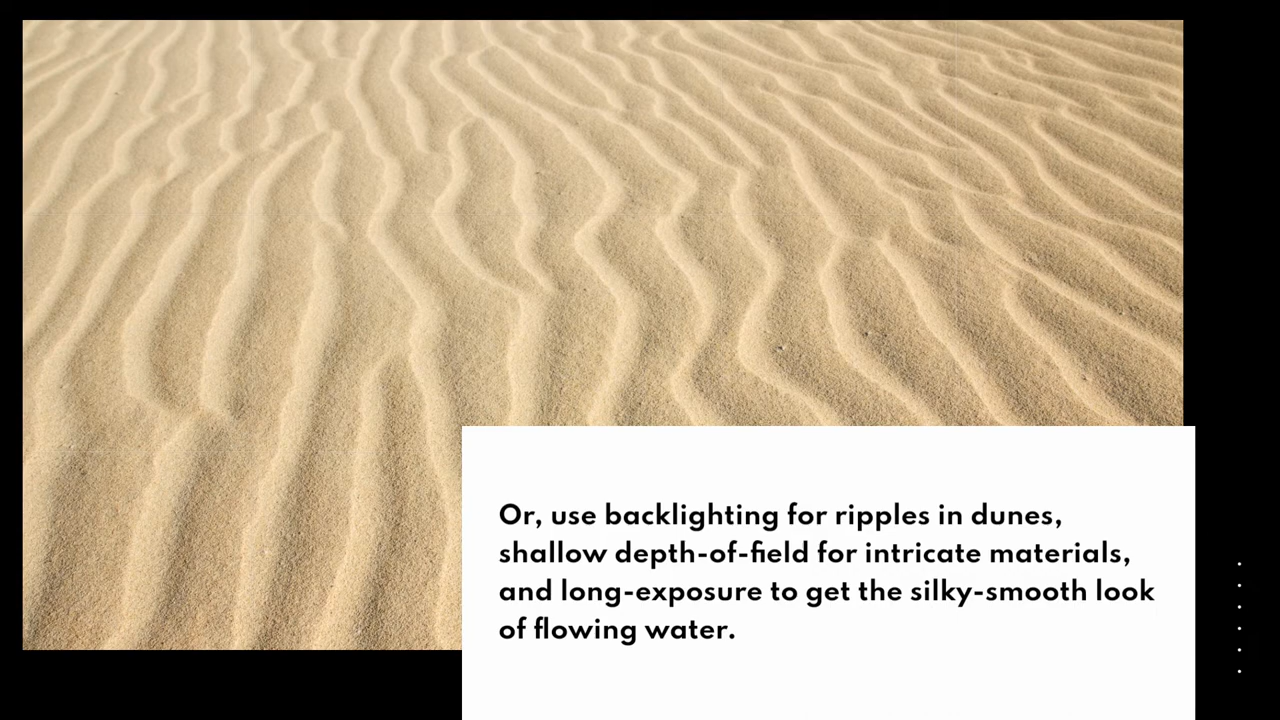 Or, use backlighting for ripples in dunes,
shallow depth-of-field for intricate materials,
and long-exposure to get the silky-smooth look
of flowing water.